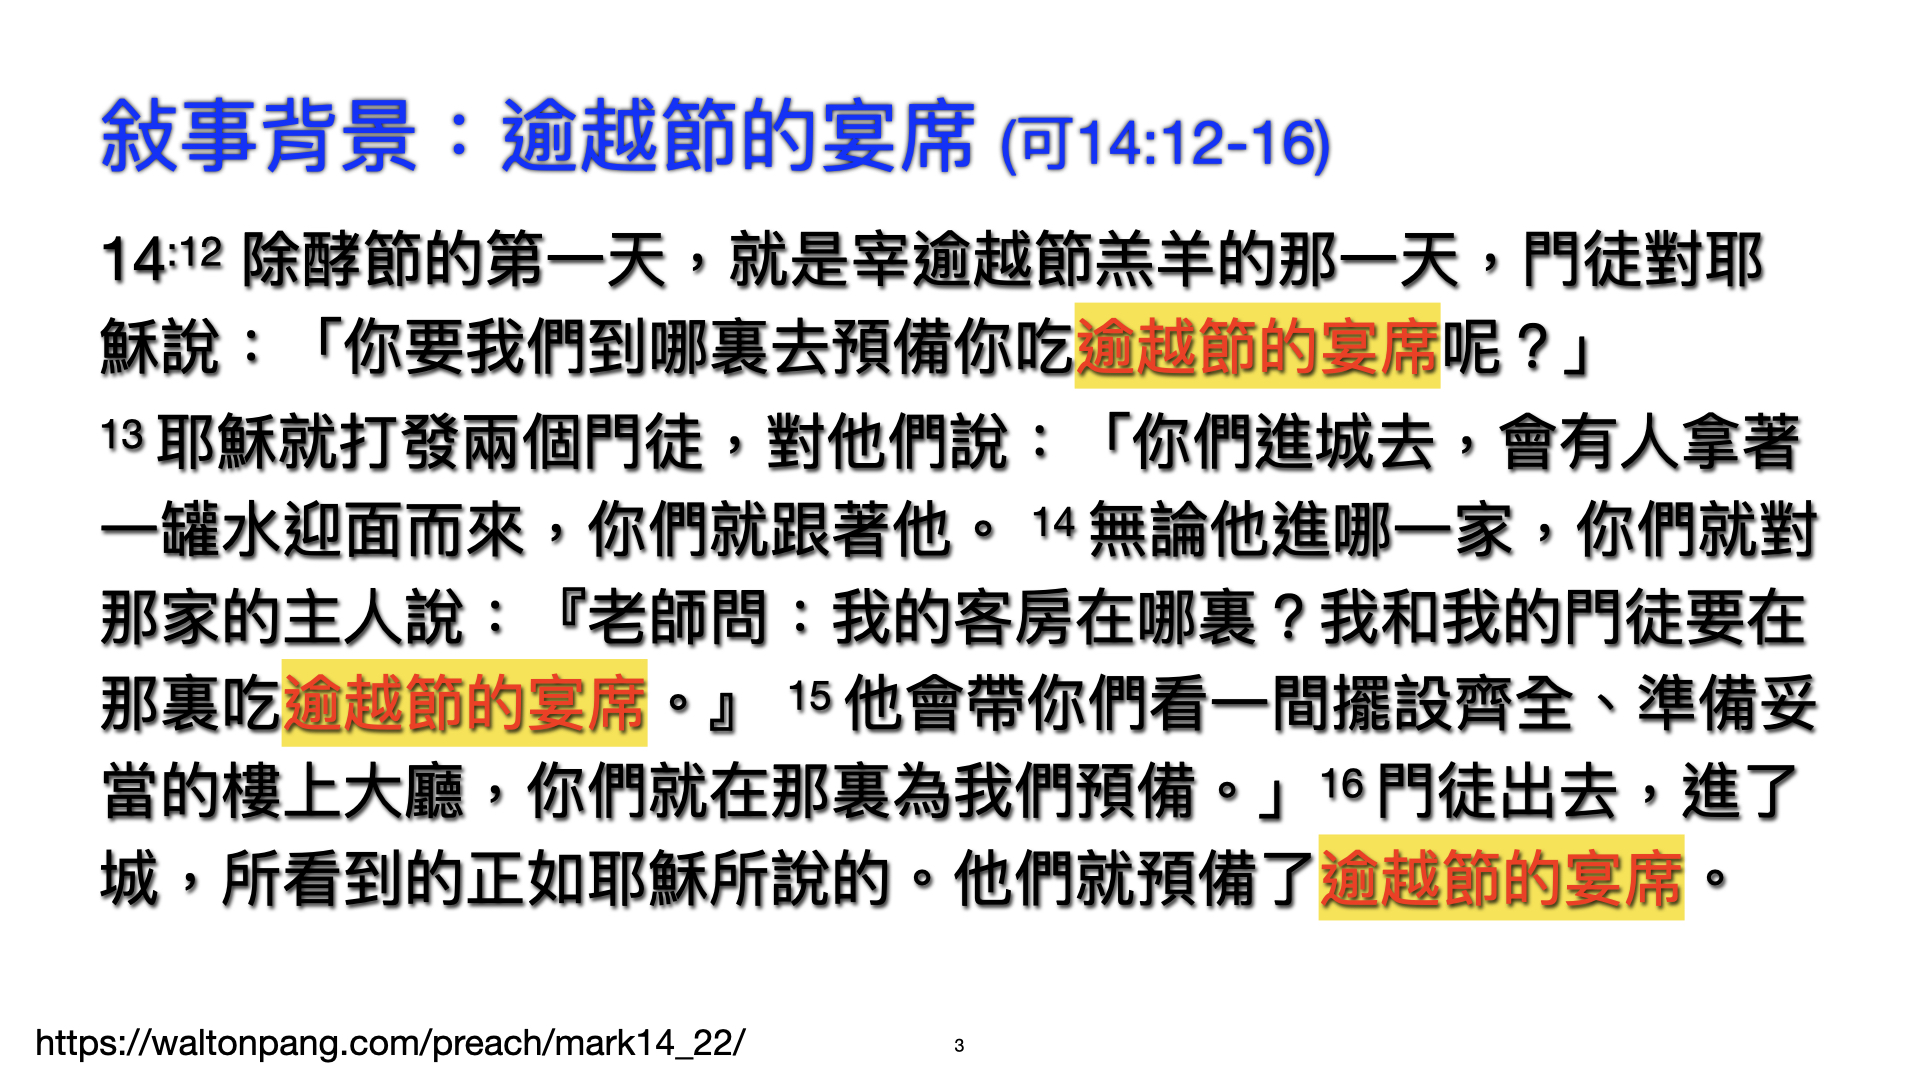 敍事背景：逾越節的宴席 (可14:12-16)
14:12 除酵節的第一天，就是宰逾越節羔羊的那一天，門徒對耶
穌說：「你要我們到哪裏去預備你吃逾越節的宴席呢？」
13 耶穌就打發兩個門徒，對他們說：「你們進城去，會有人拿著
一罐水迎面而來，你們就跟著他。 14 無論他進哪一家，你們就對
那家的主人說：『老師問：我的客房在哪裏？我和我的門徒要在
那裏吃逾越節的宴席。』 15 他會帶你們看一間擺設齊全、準備妥
當的樓上大廳，你們就在那裏為我們預備。」16 門徒出去，進了
城，所看到的正如耶穌所說的。他們就預備了逾越節的宴席。
https://waltonpang.com/preach/mark14_22/
3